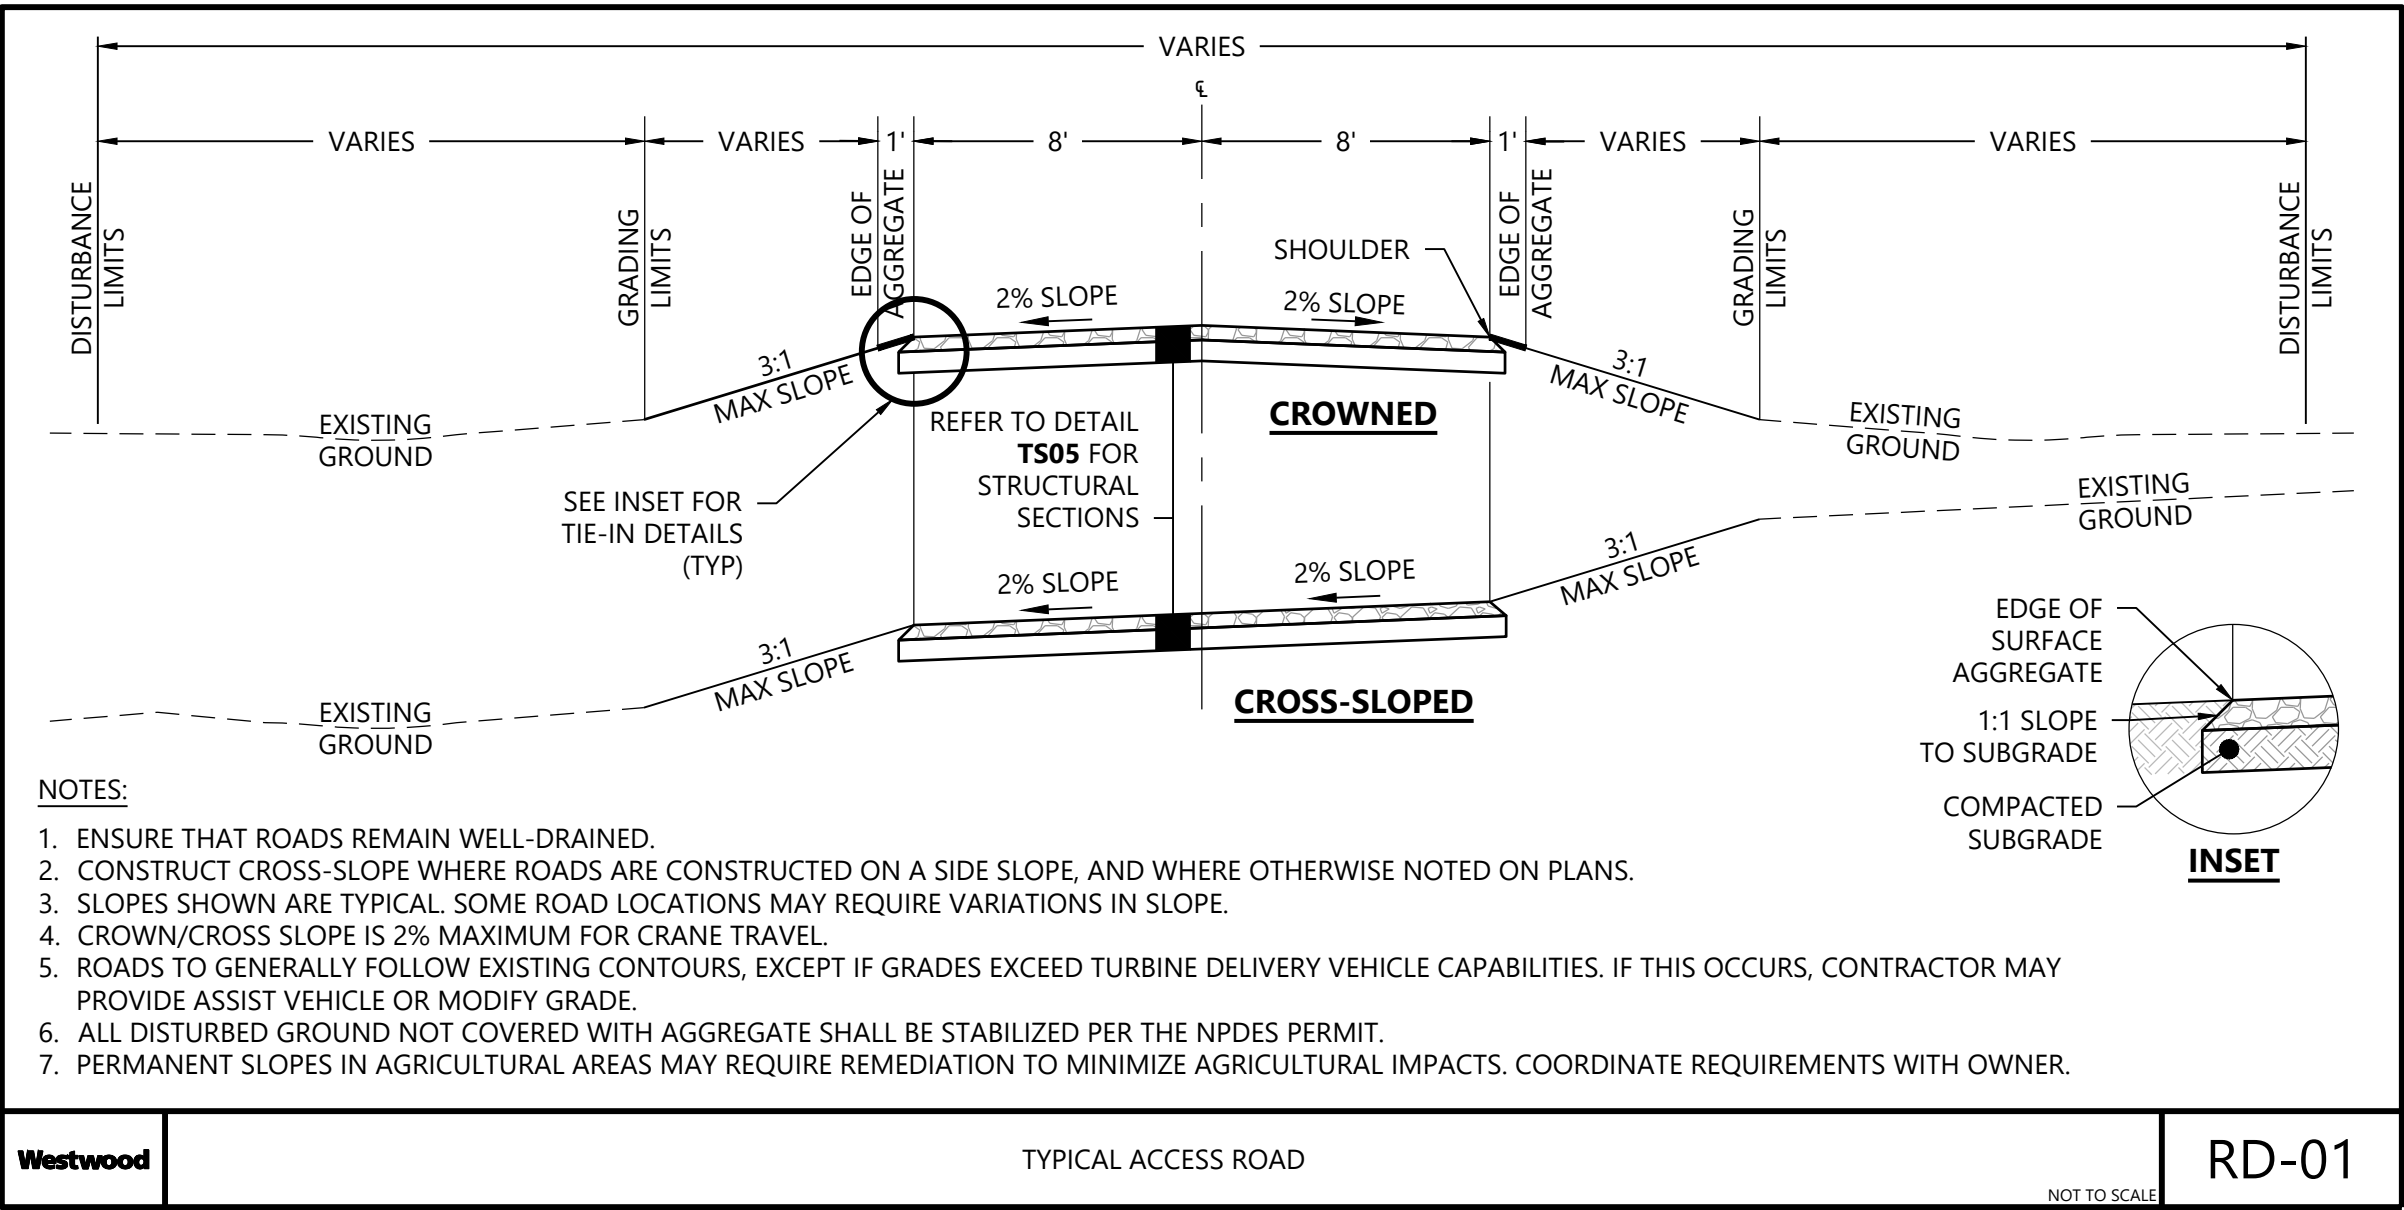 VARIES
℄
VARIES
VARIES
1'
8'
8'
1'
VARIES
VARIES
DISTURBANCE
LIMITS
GRADING
LIMITS
EDGE OF
AGGREGATE
EDGE OF
AGGREGATE
GRADING
LIMITS
DISTURBANCE
LIMITS
SHOULDER
2% SLOPE
2% SLOPE
3:1
MAX SLOPE
3:1
MAX SLOPE
EXISTING
GROUND
REFER TO DETAIL
TS05 FOR
STRUCTURAL
SECTIONS
CROWNED
EXISTING
GROUND
SEE INSET FOR
TIE-IN DETAILS
(TYP)
EXISTING
GROUND
2% SLOPE
2% SLOPE
3:1
MAX SLOPE
3:1
MAX SLOPE
CROSS-SLOPED
EXISTING
GROUND
EDGE OF
SURFACE
AGGREGATE
1:1 SLOPE
TO SUBGRADE
COMPACTED
SUBGRADE
INSET
NOTES:
1. ENSURE THAT ROADS REMAIN WELL-DRAINED.
2. CONSTRUCT CROSS-SLOPE WHERE ROADS ARE CONSTRUCTED ON A SIDE SLOPE, AND WHERE OTHERWISE NOTED ON PLANS.
3. SLOPES SHOWN ARE TYPICAL. SOME ROAD LOCATIONS MAY REQUIRE VARIATIONS IN SLOPE.
4. CROWN/CROSS SLOPE IS 2% MAXIMUM FOR CRANE TRAVEL.
5. ROADS TO GENERALLY FOLLOW EXISTING CONTOURS, EXCEPT IF GRADES EXCEED TURBINE DELIVERY VEHICLE CAPABILITIES. IF THIS OCCURS, CONTRACTOR MAY
PROVIDE ASSIST VEHICLE OR MODIFY GRADE.
6. ALL DISTURBED GROUND NOT COVERED WITH AGGREGATE SHALL BE STABILIZED PER THE NPDES PERMIT.
7. PERMANENT SLOPES IN AGRICULTURAL AREAS MAY REQUIRE REMEDIATION TO MINIMIZE AGRICULTURAL IMPACTS. COORDINATE REQUIREMENTS WITH OWNER.
Westwood
TYPICAL ACCESS ROAD
NOT TO SCALE
RD-01